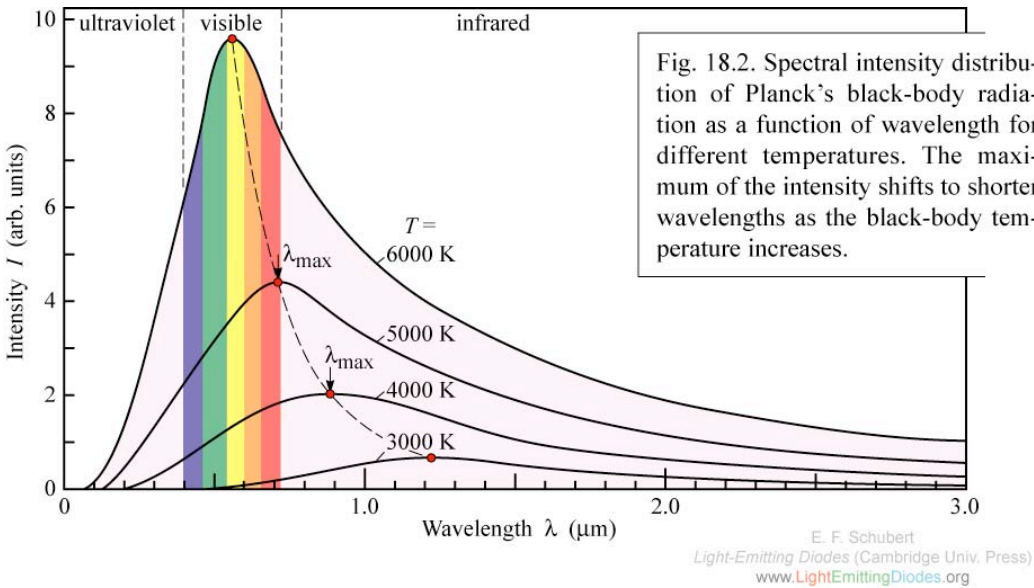 10
ultraviolet visible infrared
8
6
4
2
0
Intensity I (arb. units)
T =
6000 K
5000 K
4000 K
3000 K
λmax
λmax
0 1.0 2.0 3.0
Wavelength λ (μm)
Fig. 18.2. Spectral intensity distribu-
tion of Planck's black-body radia-
tion as a function of wavelength for
different temperatures. The maxi-
mum of the intensity shifts to shorter
wavelengths as the black-body tem-
perature increases.
E. F. Schubert
Light-Emitting Diodes (Cambridge Univ. Press)
www.LightEmittingDiodes.org